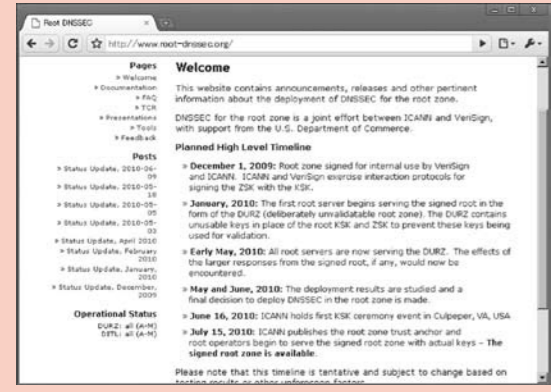 Root DNSSEC
http://www.root-dnssec.org/
Pages
» Welcome
» Documentation
» FAQ
» TCR
» Presentations
» Tools
» Feedback
Posts
» Status Update, 2010-06-
09
» Status Update, 2010-05-
18
» Status Update, 2010-05-
05
» Status Update, 2010-05-
03
» Status Update, April 2010
» Status Update, February
2010
» Status Update, January,
2010
» Status Update, December,
2009
Operational Status
DURZ: all (A-M)
DITL: all (A-M)
Welcome
This website contains announcements, releases and other pertinent
information about the deployment of DNSSEC for the root zone.
DNSSEC for the root zone is a joint effort between ICANN and VeriSign,
with support from the U.S. Department of Commerce.
Planned High Level Timeline
» December 1, 2009: Root zone signed for internal use by VeriSign
and ICANN. ICANN and VeriSign exercise interaction protocols for
signing the ZSK with the KSK.
» January, 2010: The first root server begins serving the signed root in the
form of the DURZ (deliberately unvalidatable root zone). The DURZ contains
unusable keys in place of the root KSK and ZSK to prevent these keys being
used for validation.
» Early May, 2010: All root servers are now serving the DURZ. The effects of
the larger responses from the signed root, if any, would now be
encountered.
» May and June, 2010: The deployment results are studied and a
final decision to deploy DNSSEC in the root zone is made.
» June 16, 2010: ICANN holds first KSK ceremony event in Culpeper, VA, USA
» July 15, 2010: ICANN publishes the root zone trust anchor and
root operators begin to serve the signed root zone with actual keys – The
signed root zone is available.
Please note that this timeline is tentative and subject to change based on
testing results or other unforeseen factors.